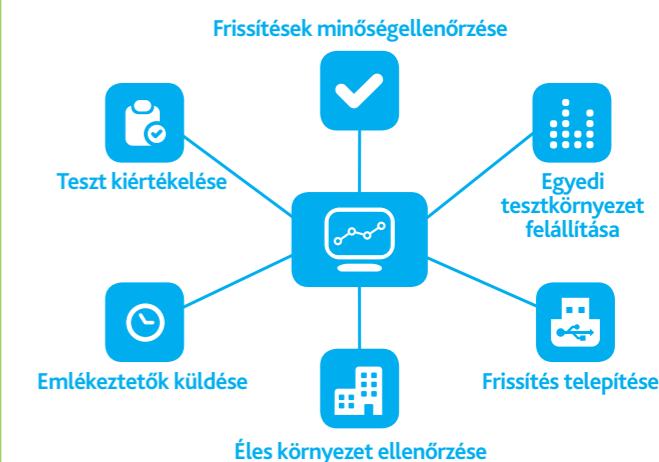 Frissítések minőségellenőrzése
Teszt kiértékelése
Egyedi
tesztkörnyezet
felállítása
Emlékeztetők küldése
Frissítés telepítése
Éles környezet ellenőrzése